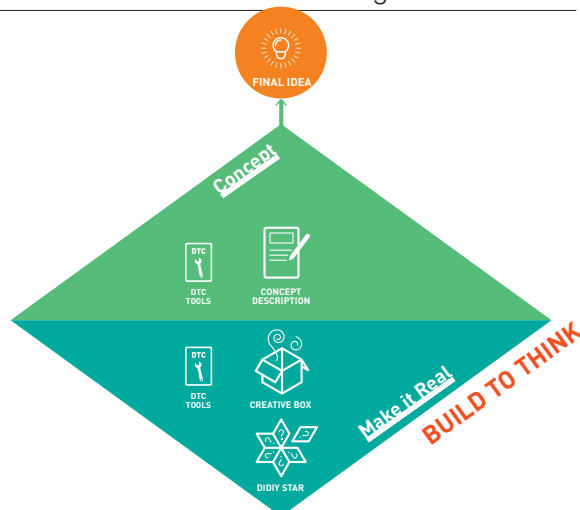 FINAL IDEA
Concept
DTC
DTC
TOOLS
CONCEPT
DESCRIPTION
DTC
DTC
TOOLS
CREATIVE BOX
Make it Real
BUILD TO THINK
? ? ? ? ? ?
DIDIY STAR